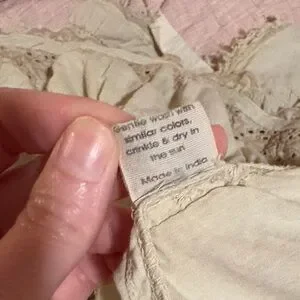 Gentle wash with
similar colors,
crinkle & dry in
the sun
Made in India